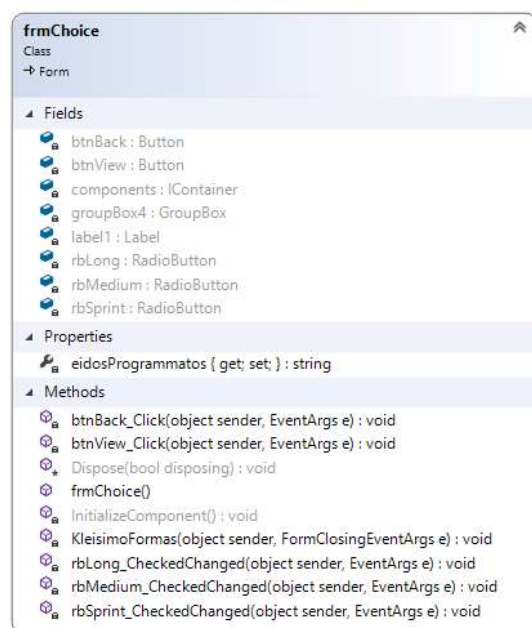 frmChoice
Class
Form
Fields
btnBack : Button
btnView : Button
components : IContainer
groupBox4 : GroupBox
label1 : Label
rbLong : RadioButton
rbMedium : RadioButton
rbSprint : RadioButton
Properties
eidosProgrammatos { get; set; } : string
Methods
btnBack_Click(object sender, EventArgs e) : void
btnView_Click(object sender, EventArgs e) : void
Dispose(bool disposing) : void
frmChoice()
InitializeComponent() : void
KleisimoFormas(object sender, FormClosingEventArgs e) : void
rbLong_CheckedChanged(object sender, EventArgs e) : void
rbMedium_CheckedChanged(object sender, EventArgs e) : void
rbSprint_CheckedChanged(object sender, EventArgs e) : void